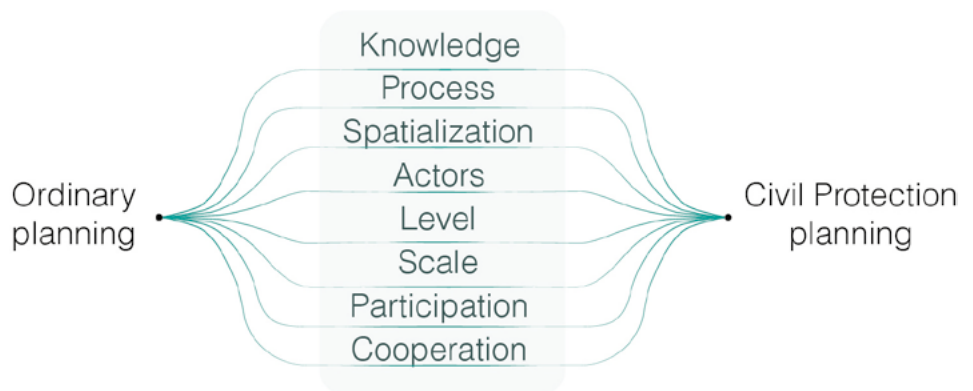 Knowledge
Process
Spatialization
Actors
Level
Scale
Participation
Cooperation
Ordinary
planning
Civil Protection
planning